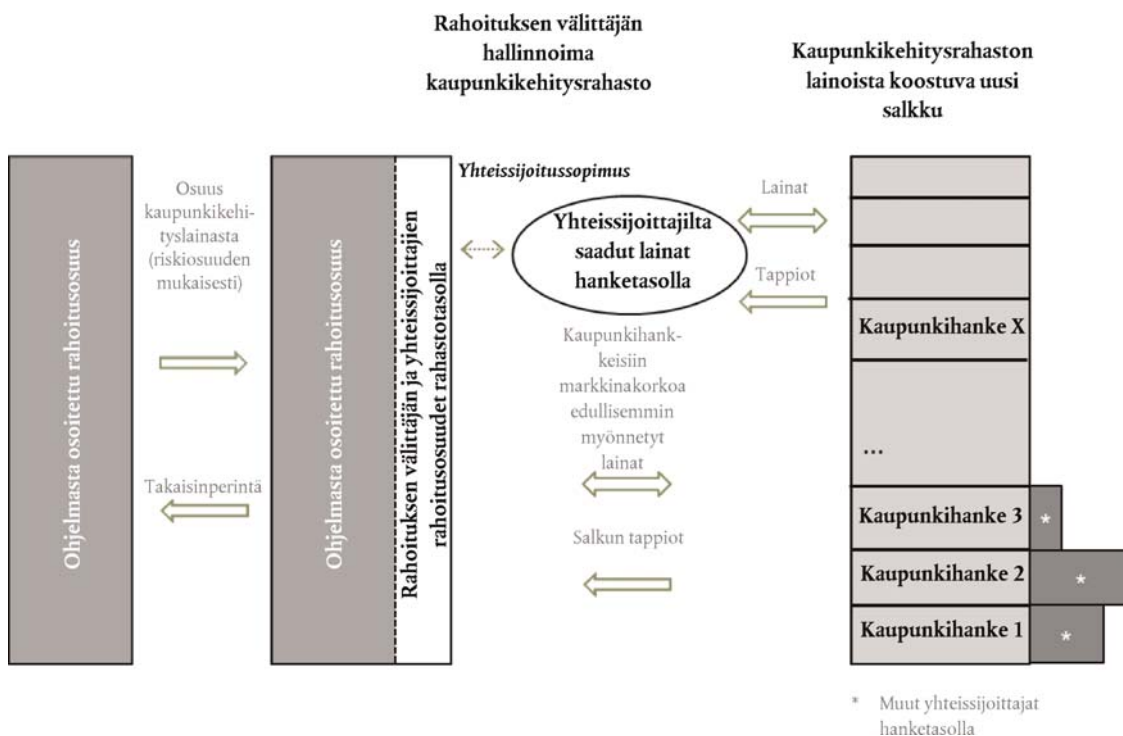 Rahoituksen välittäjän
hallinnoima
kaupunkikehitysrahasto
Kaupunkikehitysrahaston
lainoista koostuva uusi
salkku
Ohjelmasta osoitettu rahoitusosuus
Osuus
kaupunkikehi-
tyslainasta
(riskiosuuden
mukaisesti)
Takaisinperintä
Ohjelmasta osoitettu rahoitusosuus
Rahoituksen välittäjän ja yhteissijoittajien
rahoitusosuudet rahastotasolla
Yhteissijoitussopimus
Yhteissijoittajilta
saadut lainat
hanketasolla
Lainat
Tappiot
Kaupunkihank-
keisiin
markkinakorkoa
edullisemmin
myönnetyt
lainat
Salkun tappiot
Kaupunkihanke X
...
Kaupunkihanke 3
*
Kaupunkihanke 2
*
Kaupunkihanke 1
*
* Muut yhteissijoittajat
hanketasolla